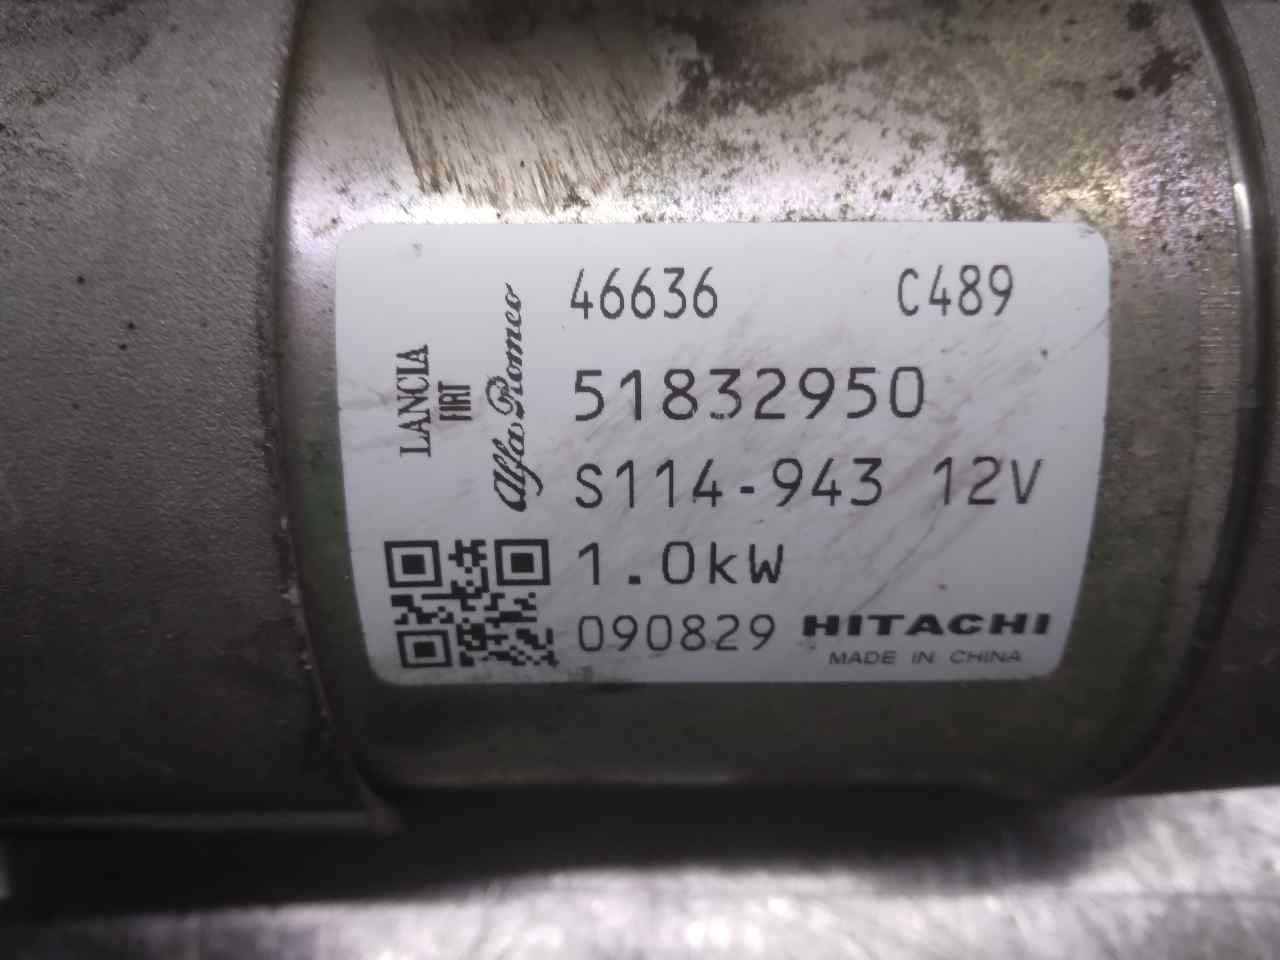 46636 C489
LANCIA
FIAT
Alfa Romeo
51832950
S114-943 12V
1.0kW
090829 HITACHI
MADE IN CHINA